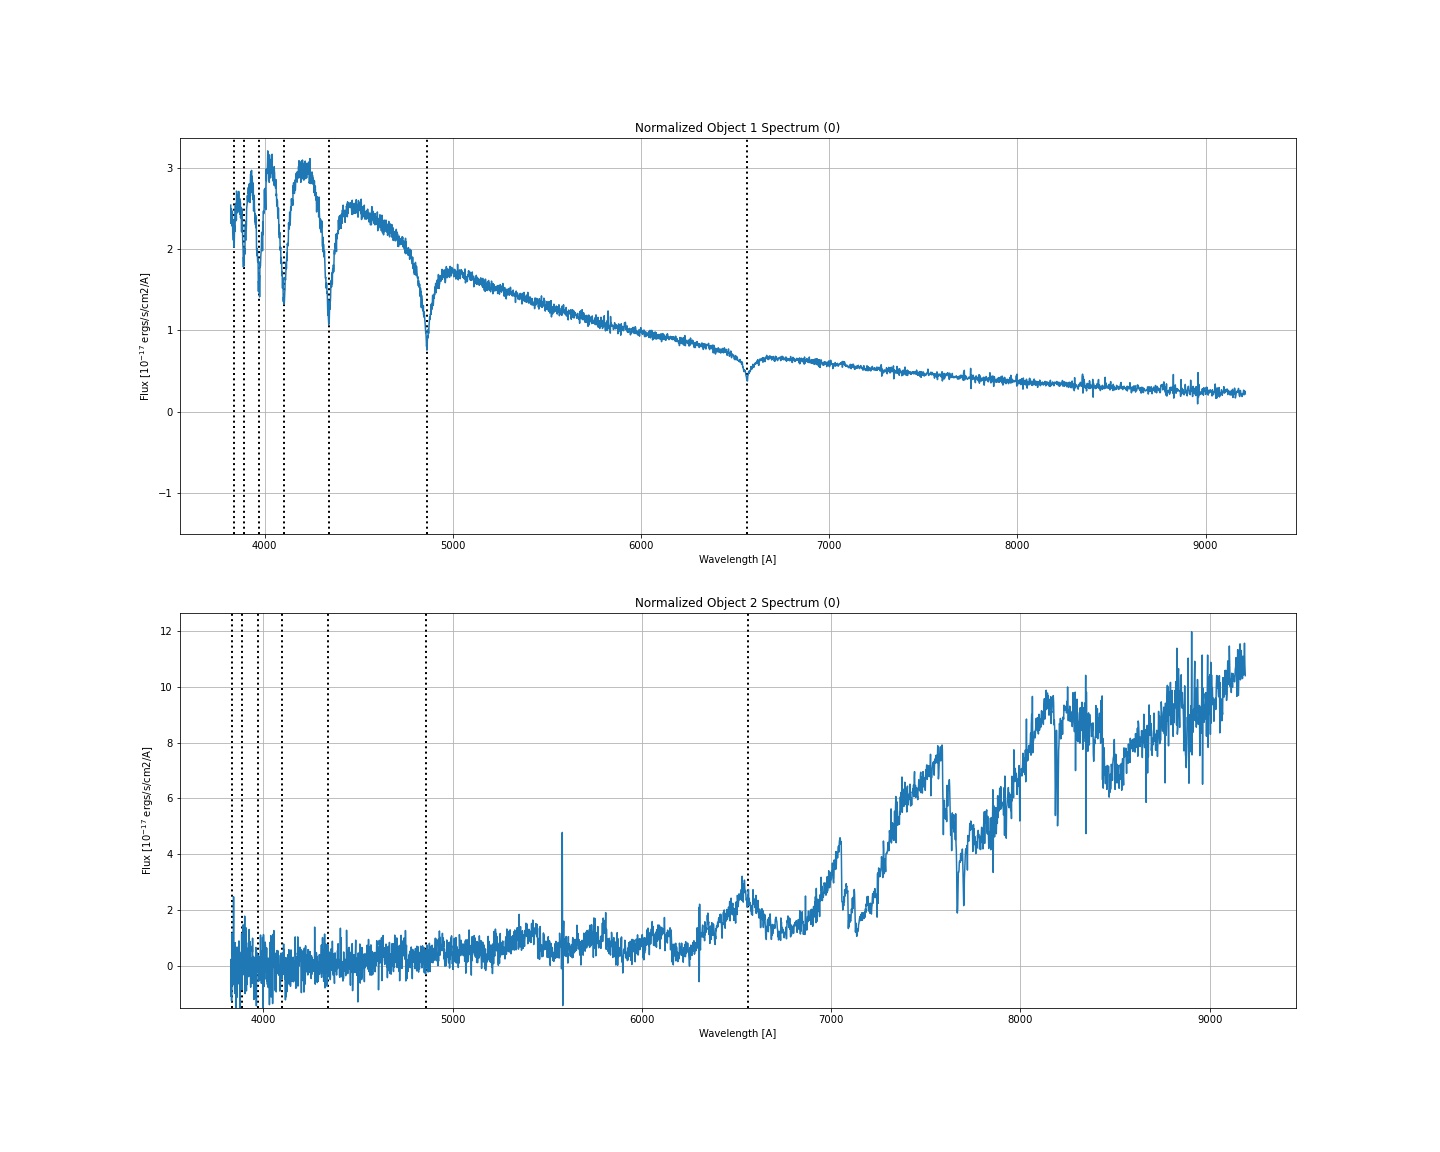 Normalized Object 1 Spectrum (0)
3
2
1
0
−1
Flux [10⁻¹⁷ ergs/s/cm2/A]
4000 5000 6000 7000 8000 9000
Wavelength [A]
Normalized Object 2 Spectrum (0)
12
10
8
6
4
2
0
Flux [10⁻¹⁷ ergs/s/cm2/A]
4000 5000 6000 7000 8000 9000
Wavelength [A]